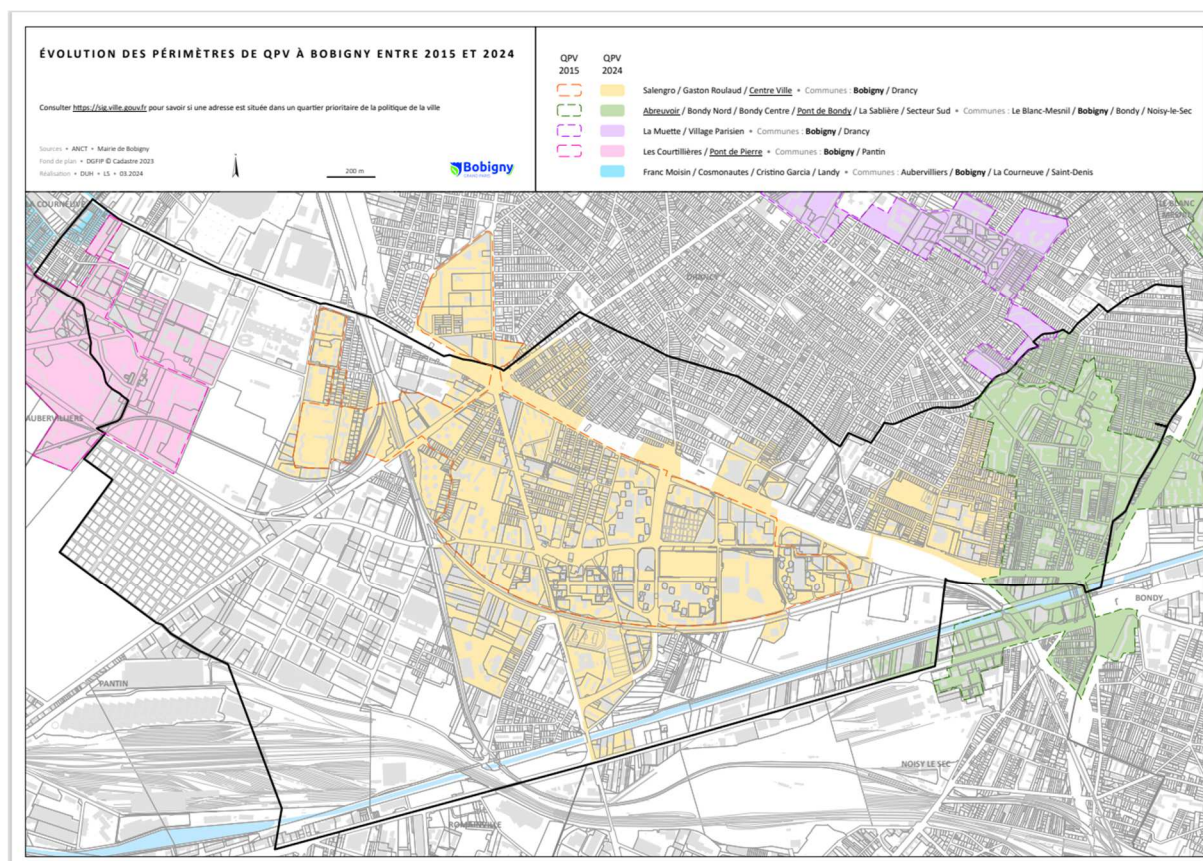 ÉVOLUTION DES PÉRIMÈTRES DE QPV À BOBIGNY ENTRE 2015 ET 2024
Consulter https://sig.ville.gouv.fr pour savoir si une adresse est située dans un quartier prioritaire de la politique de la ville
Sources • ANCT • Mairie de Bobigny
Fond de plan • DGFIP © Cadastre 2023
Réalisation • DUH • LS • 03.2024
200 m
Bobigny
GRAND PARIS
QPV 2015
QPV 2024
Salengro / Gaston Roulaud / Centre Ville • Communes : Bobigny / Drancy
Abreuvoir / Bondy Nord / Bondy Centre / Pont de Bondy / La Sablière / Secteur Sud • Communes : Le Blanc-Mesnil / Bobigny / Bondy / Noisy-le-Sec
La Muette / Village Parisien • Communes : Bobigny / Drancy
Les Courtillières / Pont de Pierre • Communes : Bobigny / Pantin
Franc Moisin / Cosmonautes / Cristino Garcia / Landy • Communes : Aubervilliers / Bobigny / La Courneuve / Saint-Denis
LA COURNEUVE
LE BLANC
MESNIL
DRANCY
AUBERVILLIERS
BONDY
PANTIN
NOISY LE SEC
ROMAINVILLE